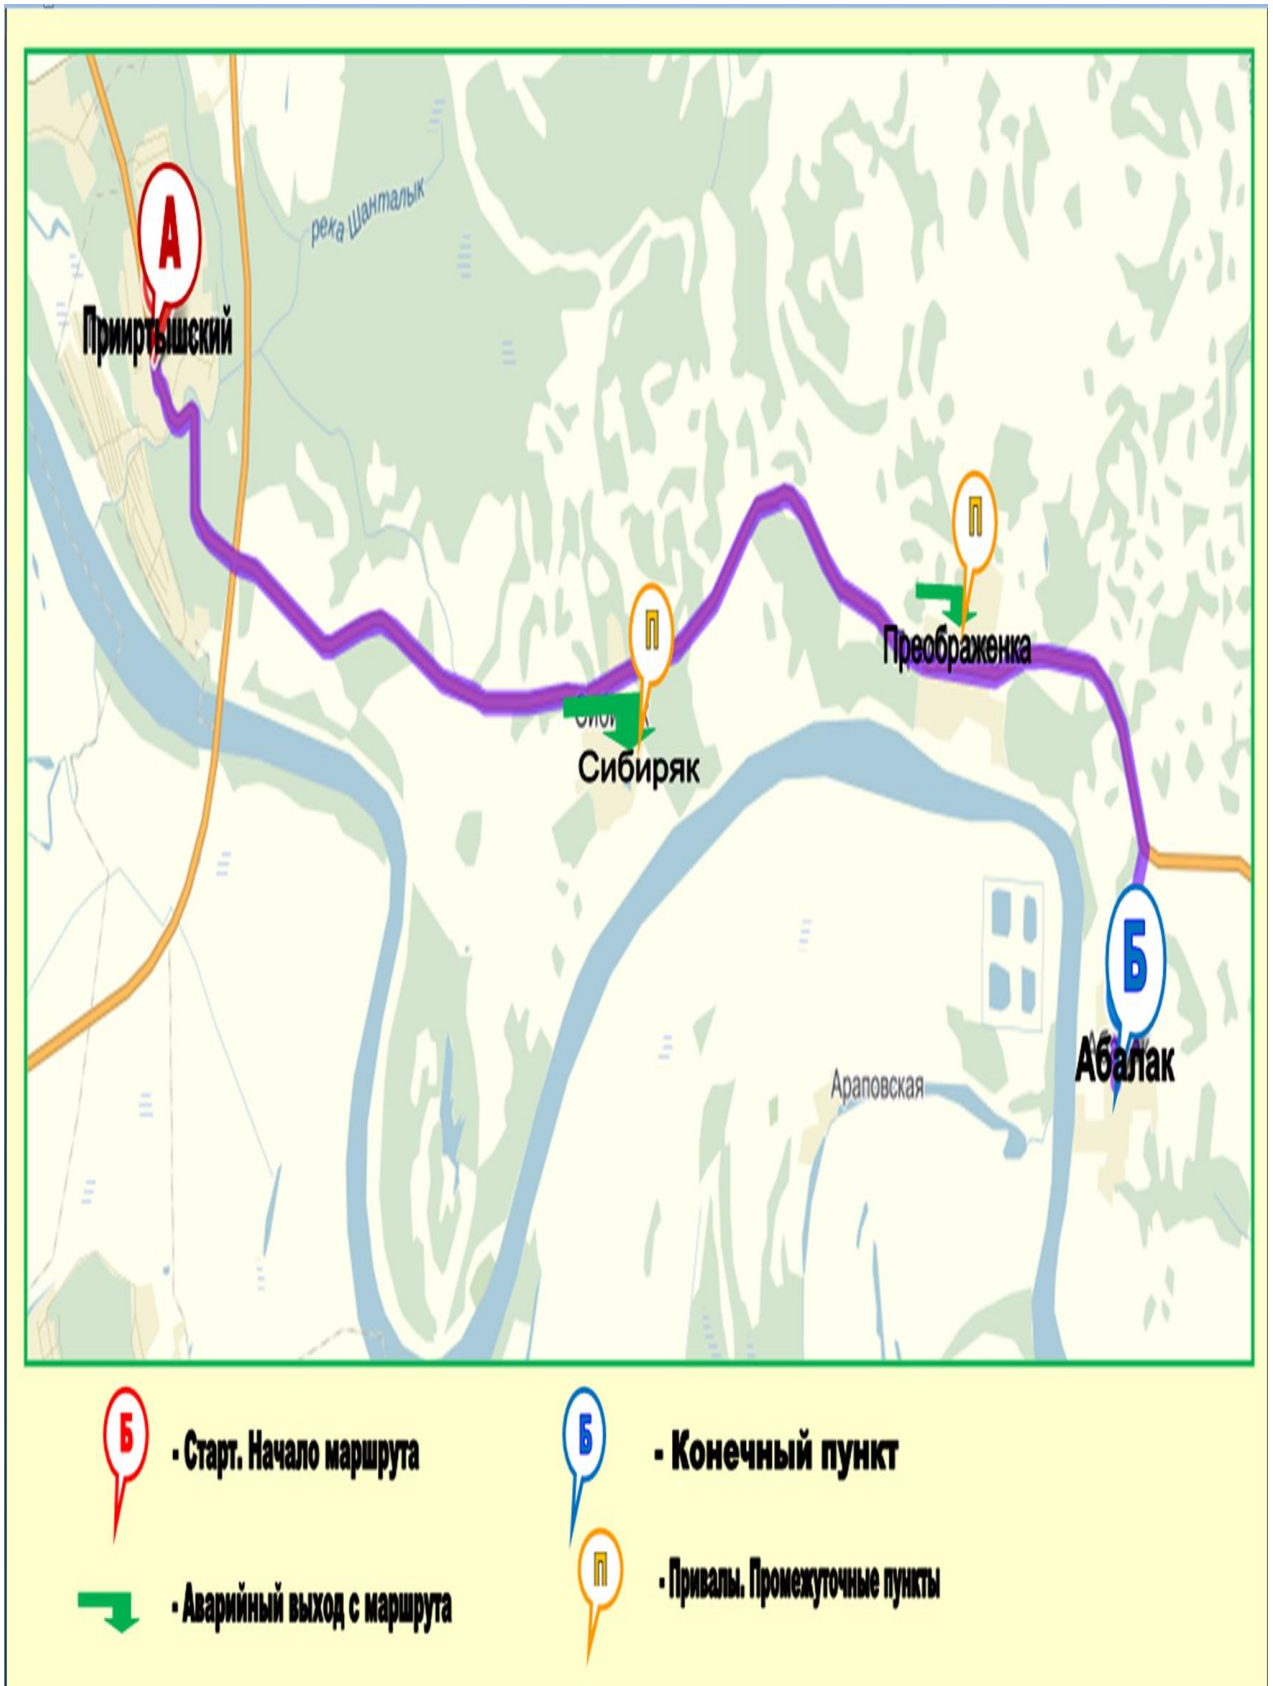 А
река Шанталык
Прииртышский
П
П
Преображенка
Сибиряк
Б
Абалак
Араповская
Б
- Старт. Начало маршрута
Б
- Конечный пункт
П
- Привалы. Промежуточные пункты
- Аварийный выход с маршрута